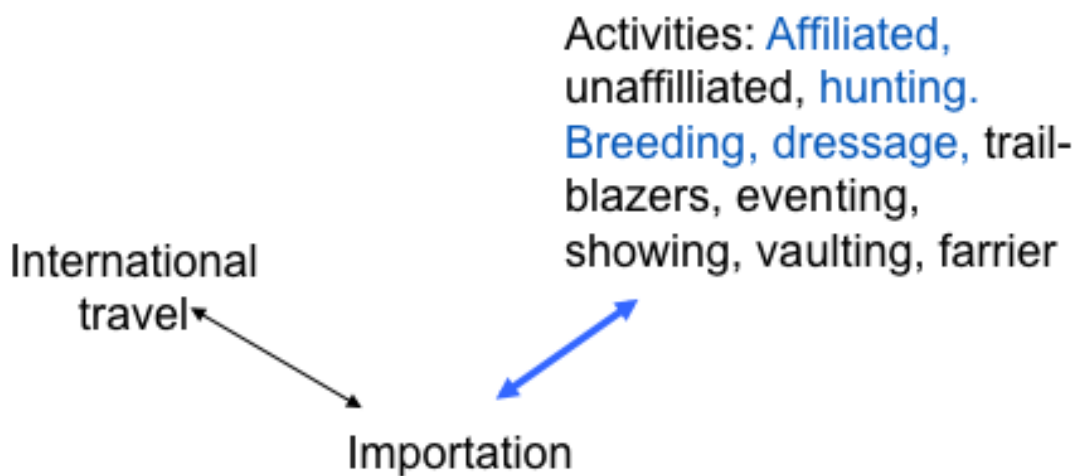 Activities: Affiliated,
unaffilliated, hunting.
Breeding, dressage, trail-
blazers, eventing,
showing, vaulting, farrier
International
travel
Importation